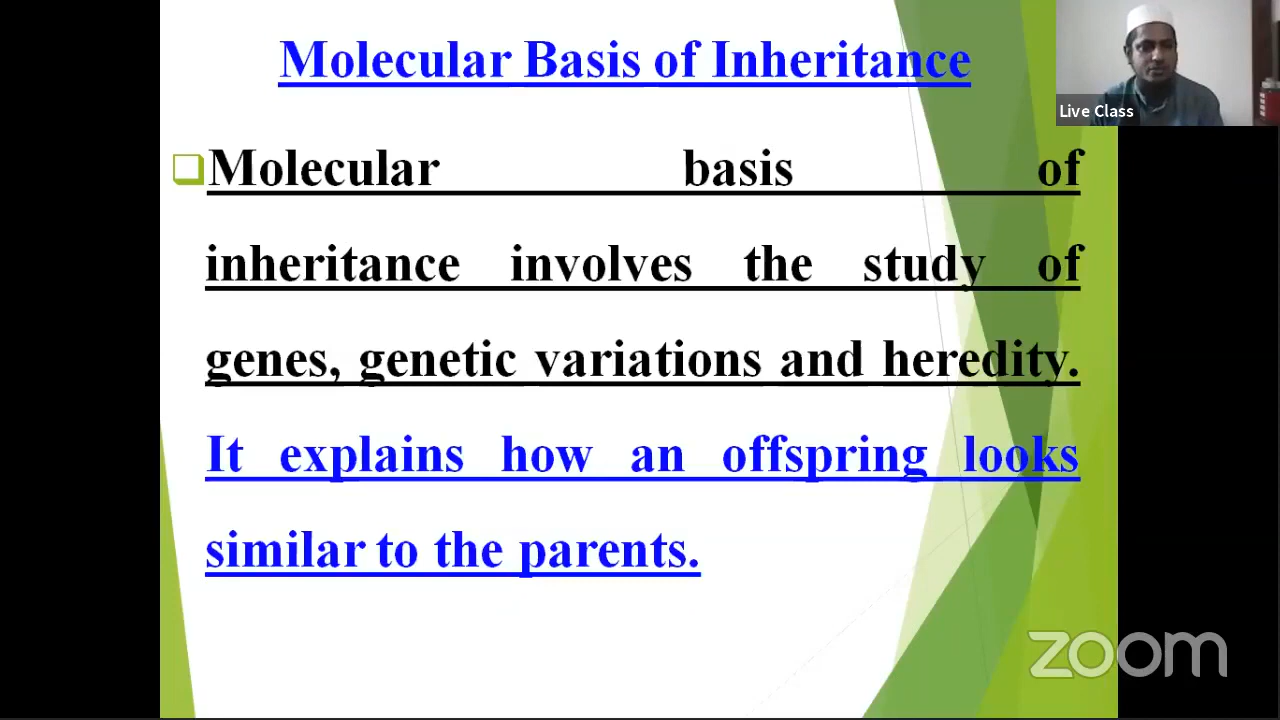 Molecular Basis of Inheritance
Live Class
Molecular basis of
inheritance involves the study of
genes, genetic variations and heredity.
It explains how an offspring looks
similar to the parents.
zoom